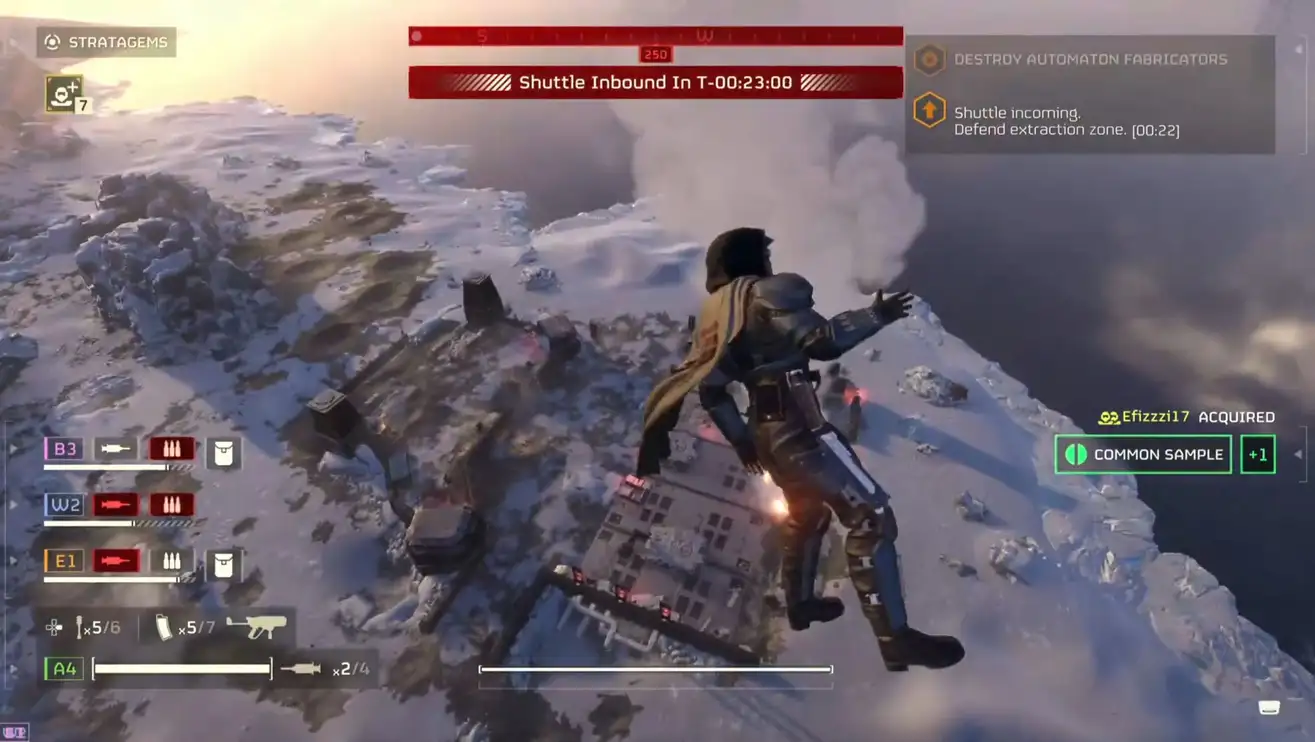 STRATAGEMS
7
S W
250
Shuttle Inbound In T-00:23:00
DESTROY AUTOMATON FABRICATORS
Shuttle incoming.
Defend extraction zone. [00:22]
Efizzzi17 ACQUIRED
COMMON SAMPLE +1
B3
W2
E1
x5/6 x5/7
A4 x2/4